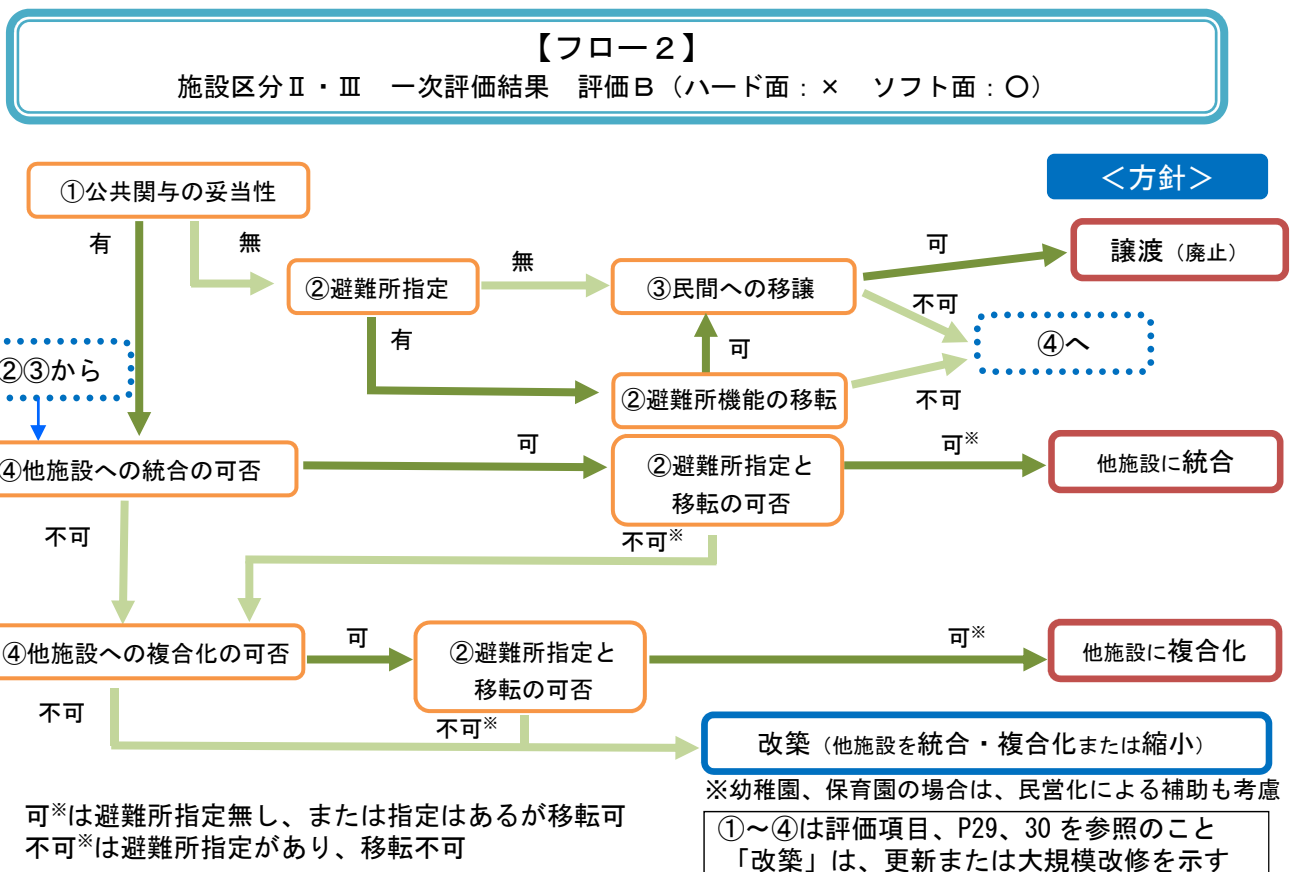 【フロー２】
施設区分Ⅱ・Ⅲ　一次評価結果　評価Ｂ（ハード面：×　ソフト面：〇）
①公共関与の妥当性
＜方針＞
有
無
②避難所指定
無
③民間への移譲
可
譲渡（廃止）
不可
有
可
④へ
②③から
②避難所機能の移転
不可
④他施設への統合の可否
可
②避難所指定と
移転の可否
可※
他施設に統合
不可
不可※
④他施設への複合化の可否
可
②避難所指定と
移転の可否
可※
他施設に複合化
不可
不可※
改築（他施設を統合・複合化または縮小）
※幼稚園、保育園の場合は、民営化による補助も考慮
可※は避難所指定無し、または指定はあるが移転可
不可※は避難所指定があり、移転不可
①～④は評価項目、P29、30 を参照のこと
「改築」は、更新または大規模改修を示す